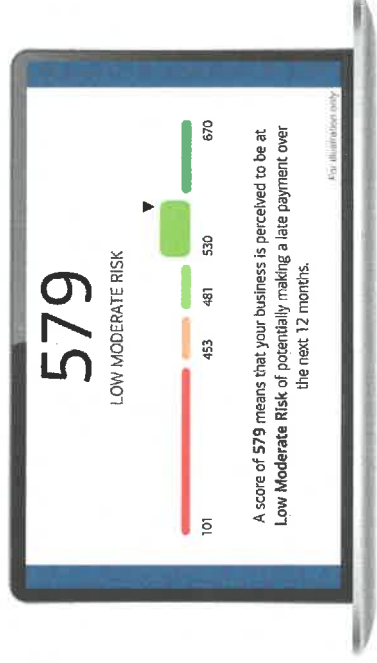 579
LOW MODERATE RISK
101 453 481 530 670
A score of 579 means that your business is perceived to be at
Low Moderate Risk of potentially making a late payment over
the next 12 months.
For illustration only